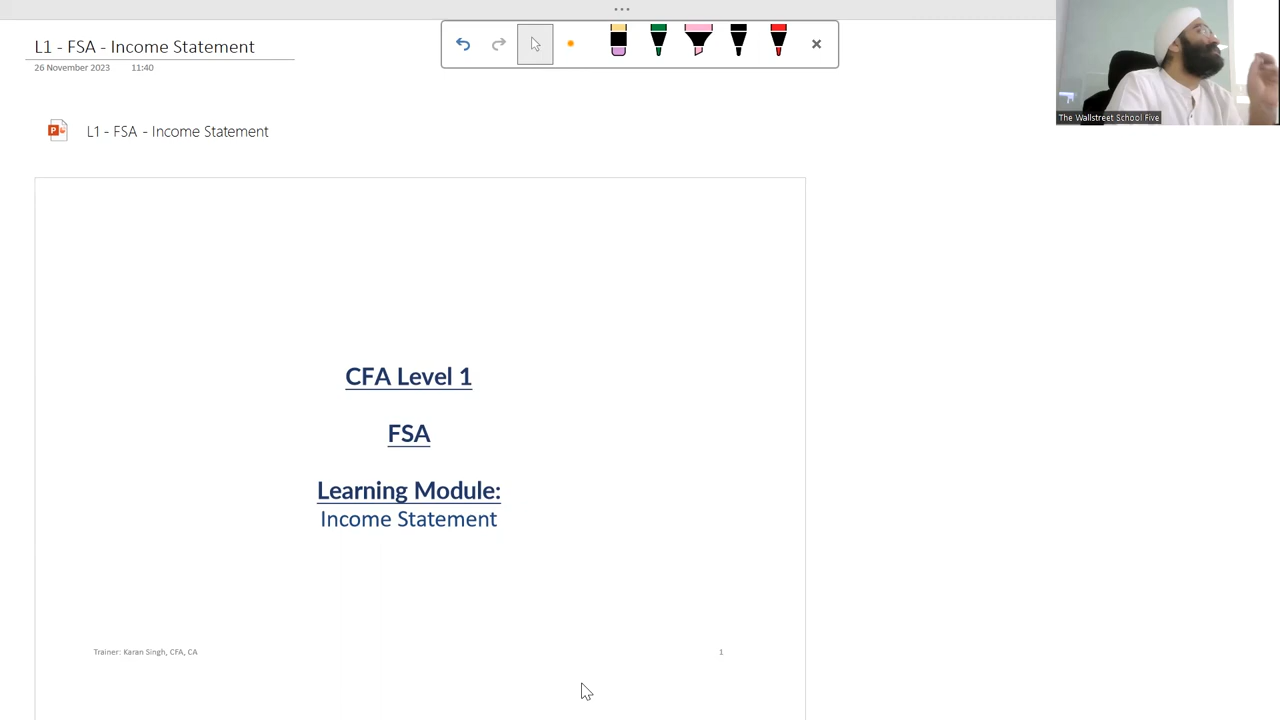 L1 - FSA - Income Statement
26 November 2023 11:40
L1 - FSA - Income Statement
The Wallstreet School Five
CFA Level 1
FSA
Learning Module:
Income Statement
Trainer: Karan Singh, CFA, CA
1